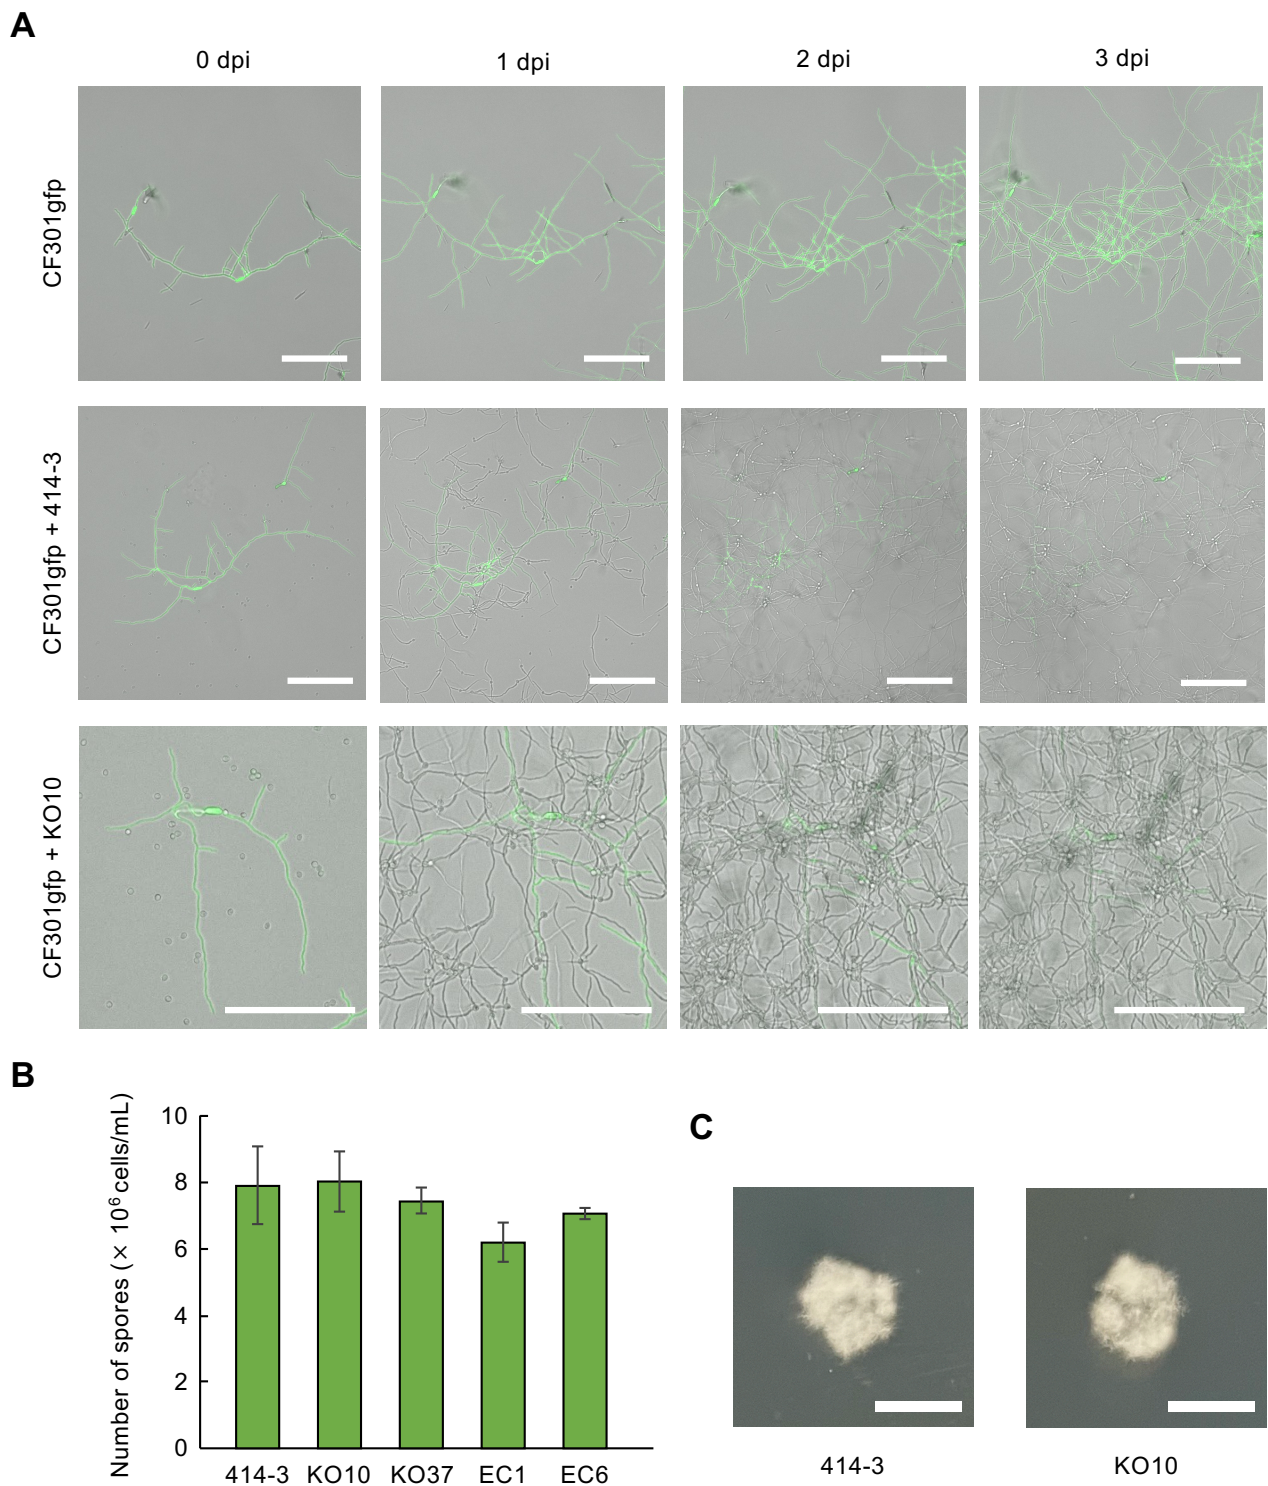 A
0 dpi
1 dpi
2 dpi
3 dpi
CF301gfp
CF301gfp + 414-3
CF301gfp + KO10
B
Number of spores (× 10⁶ cells/mL)
10
8
6
4
2
0
414-3
KO10
KO37
EC1
EC6
C
414-3
KO10